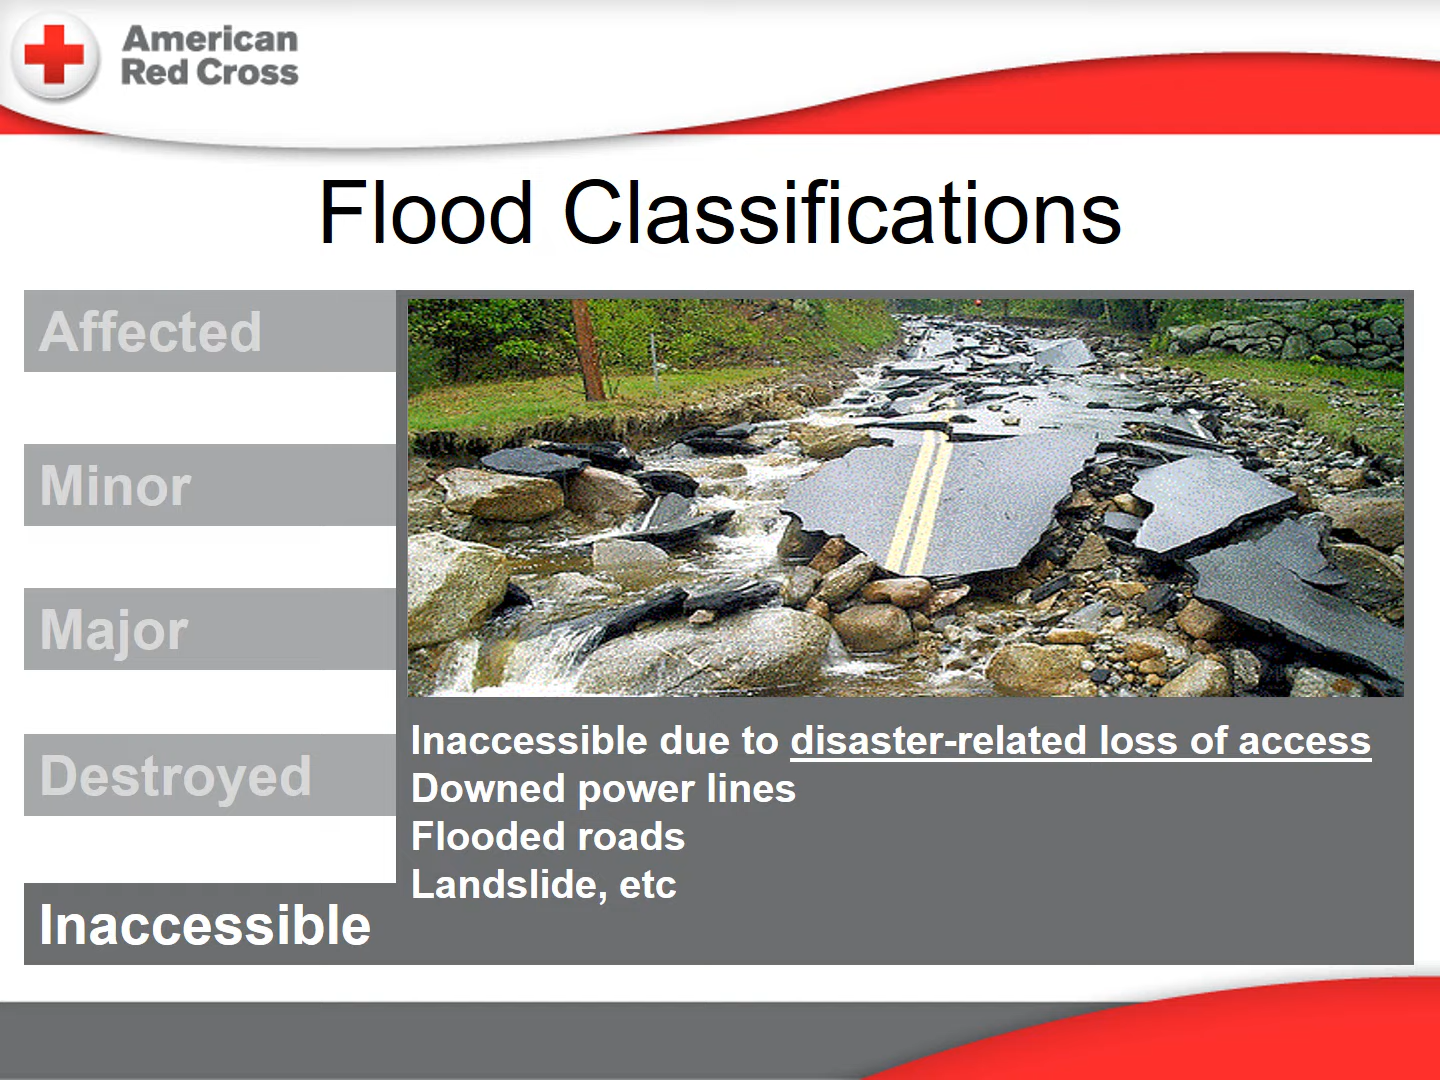 American
Red Cross
Flood Classifications
Affected
Minor
Major
Destroyed
Inaccessible
Inaccessible due to disaster-related loss of access
Downed power lines
Flooded roads
Landslide, etc